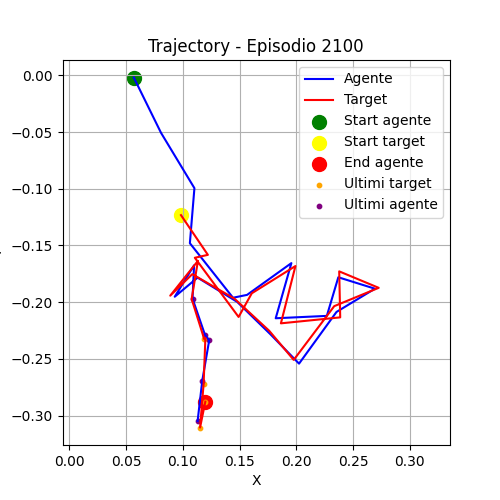 Trajectory - Episodio 2100
Agente
Target
Start agente
Start target
End agente
Ultimi target
Ultimi agente
0.00
−0.05
−0.10
−0.15
−0.20
−0.25
−0.30
0.00 0.05 0.10 0.15 0.20 0.25 0.30
X